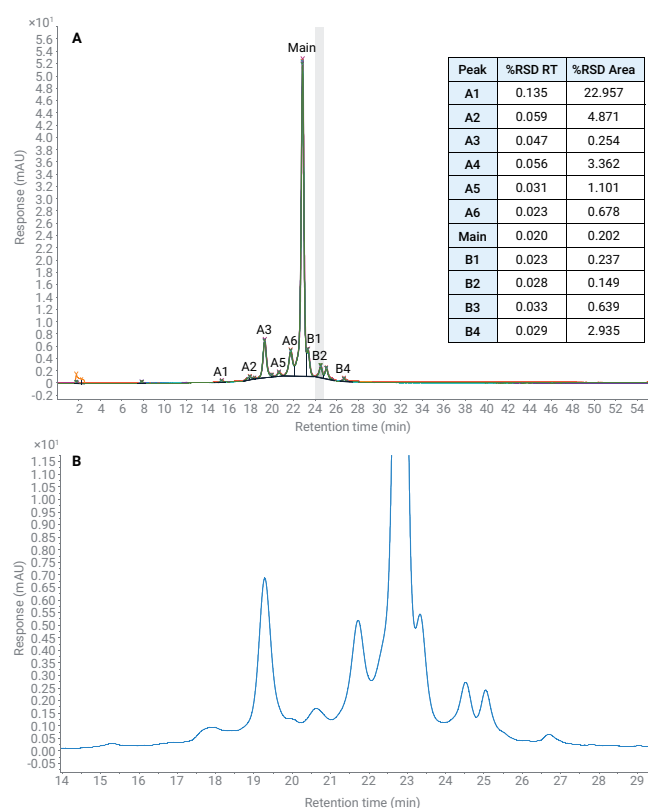 ×10¹
A
Main
5.6
5.4
5.2
5.0
4.8
4.6
4.4
4.2
4.0
3.8
3.6
3.4
3.2
3.0
2.8
2.6
2.4
2.2
2.0
1.8
1.6
1.4
1.2
1.0
0.8
0.6
0.4
0.2
0
-0.2
Response (mAU)
A1
A2
A3
A5
A6
B1
B2
B4
2 4 6 8 10 12 14 16 18 20 22 24 26 28 30 32 34 36 38 40 42 44 46 48 50 52 54
Retention time (min)
Peak %RSD RT %RSD Area
A1 0.135 22.957
A2 0.059 4.871
A3 0.047 0.254
A4 0.056 3.362
A5 0.031 1.101
A6 0.023 0.678
Main 0.020 0.202
B1 0.023 0.237
B2 0.028 0.149
B3 0.033 0.639
B4 0.029 2.935
×10¹
B
1.15
1.10
1.05
1.00
0.95
0.90
0.85
0.80
0.75
0.70
0.65
0.60
0.55
0.50
0.45
0.40
0.35
0.30
0.25
0.20
0.15
0.10
0.05
0.00
-0.05
Response (mAU)
14 15 16 17 18 19 20 21 22 23 24 25 26 27 28 29
Retention time (min)